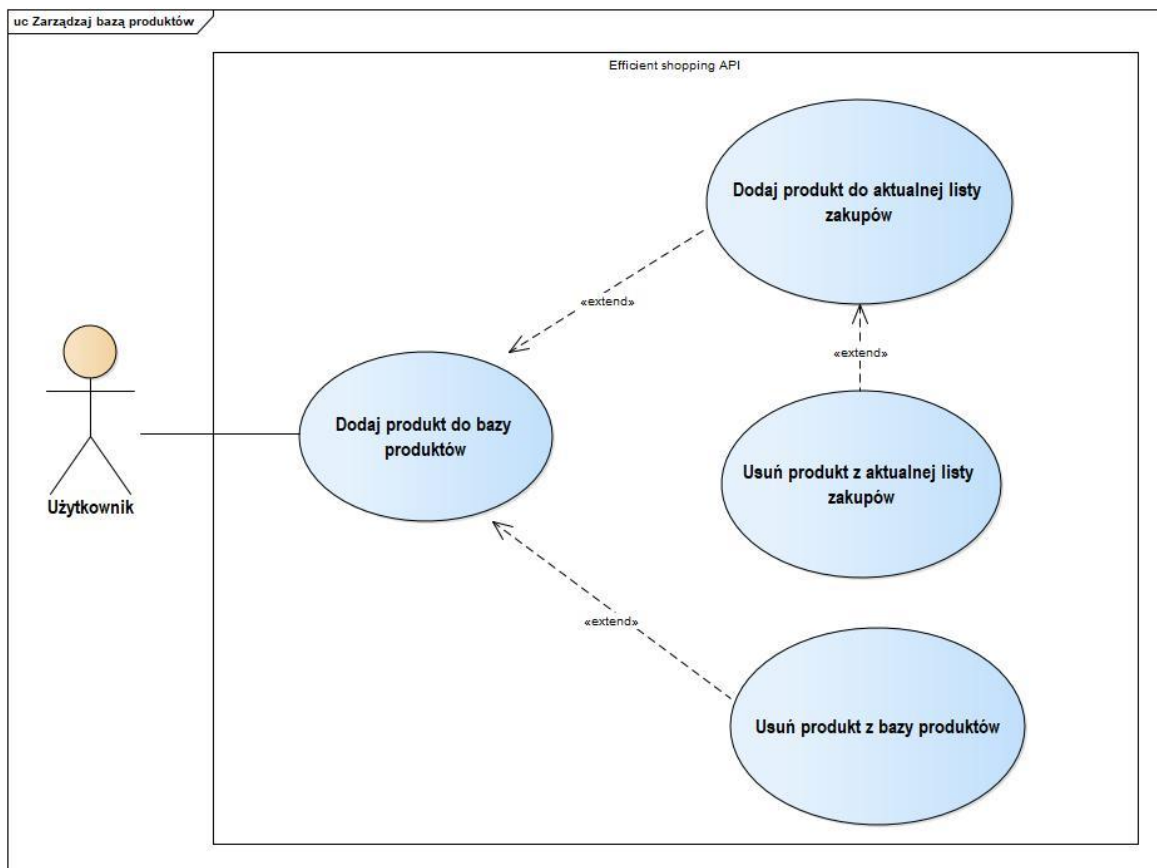 uc Zarządzaj bazą produktów
Efficient shopping API
Dodaj produkt do aktualnej listy
zakupów
«extend»
«extend»
Dodaj produkt do bazy
produktów
Usuń produkt z aktualnej listy
zakupów
Użytkownik
«extend»
Usuń produkt z bazy produktów